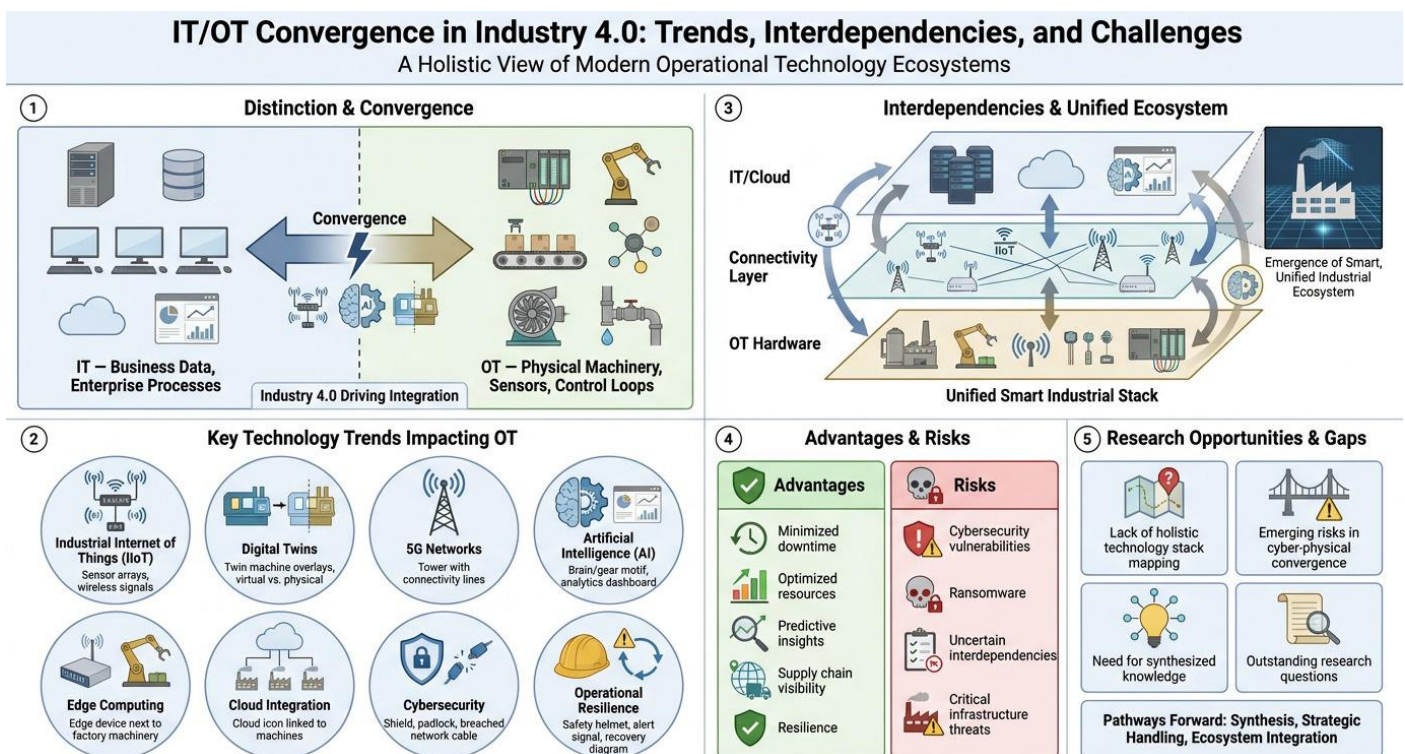 IT/OT Convergence in Industry 4.0: Trends, Interdependencies, and Challenges
A Holistic View of Modern Operational Technology Ecosystems
1
Distinction & Convergence
Convergence
AI
IT — Business Data,
Enterprise Processes
OT — Physical Machinery,
Sensors, Control Loops
Industry 4.0 Driving Integration
2
Key Technology Trends Impacting OT
Industrial Internet of
Things (IIoT)
Sensor arrays,
wireless signals
Digital Twins
Twin machine overlays,
virtual vs. physical
5G Networks
Tower with
connectivity lines
Artificial
Intelligence (AI)
Brain/gear motif,
analytics dashboard
Edge Computing
Edge device next to
factory machinery
Cloud Integration
Cloud icon linked to
machines
Cybersecurity
Shield, padlock, breached
network cable
Operational
Resilience
Safety helmet, alert
signal, recovery
diagram
3
Interdependencies & Unified Ecosystem
IT/Cloud
AI
Connectivity
Layer
IIoT
OT Hardware
Unified Smart Industrial Stack
Emergence of Smart,
Unified Industrial
Ecosystem
4
Advantages & Risks
Advantages
Minimized
downtime
Optimized
resources
Predictive
insights
Supply chain
visibility
Resilience
Risks
Cybersecurity
vulnerabilities
Ransomware
Uncertain
interdependencies
Critical
infrastructure
threats
5
Research Opportunities & Gaps
Lack of holistic
technology stack
mapping
Emerging risks in
cyber-physical
convergence
Need for synthesized
knowledge
Outstanding research
questions
Pathways Forward: Synthesis, Strategic
Handling, Ecosystem Integration